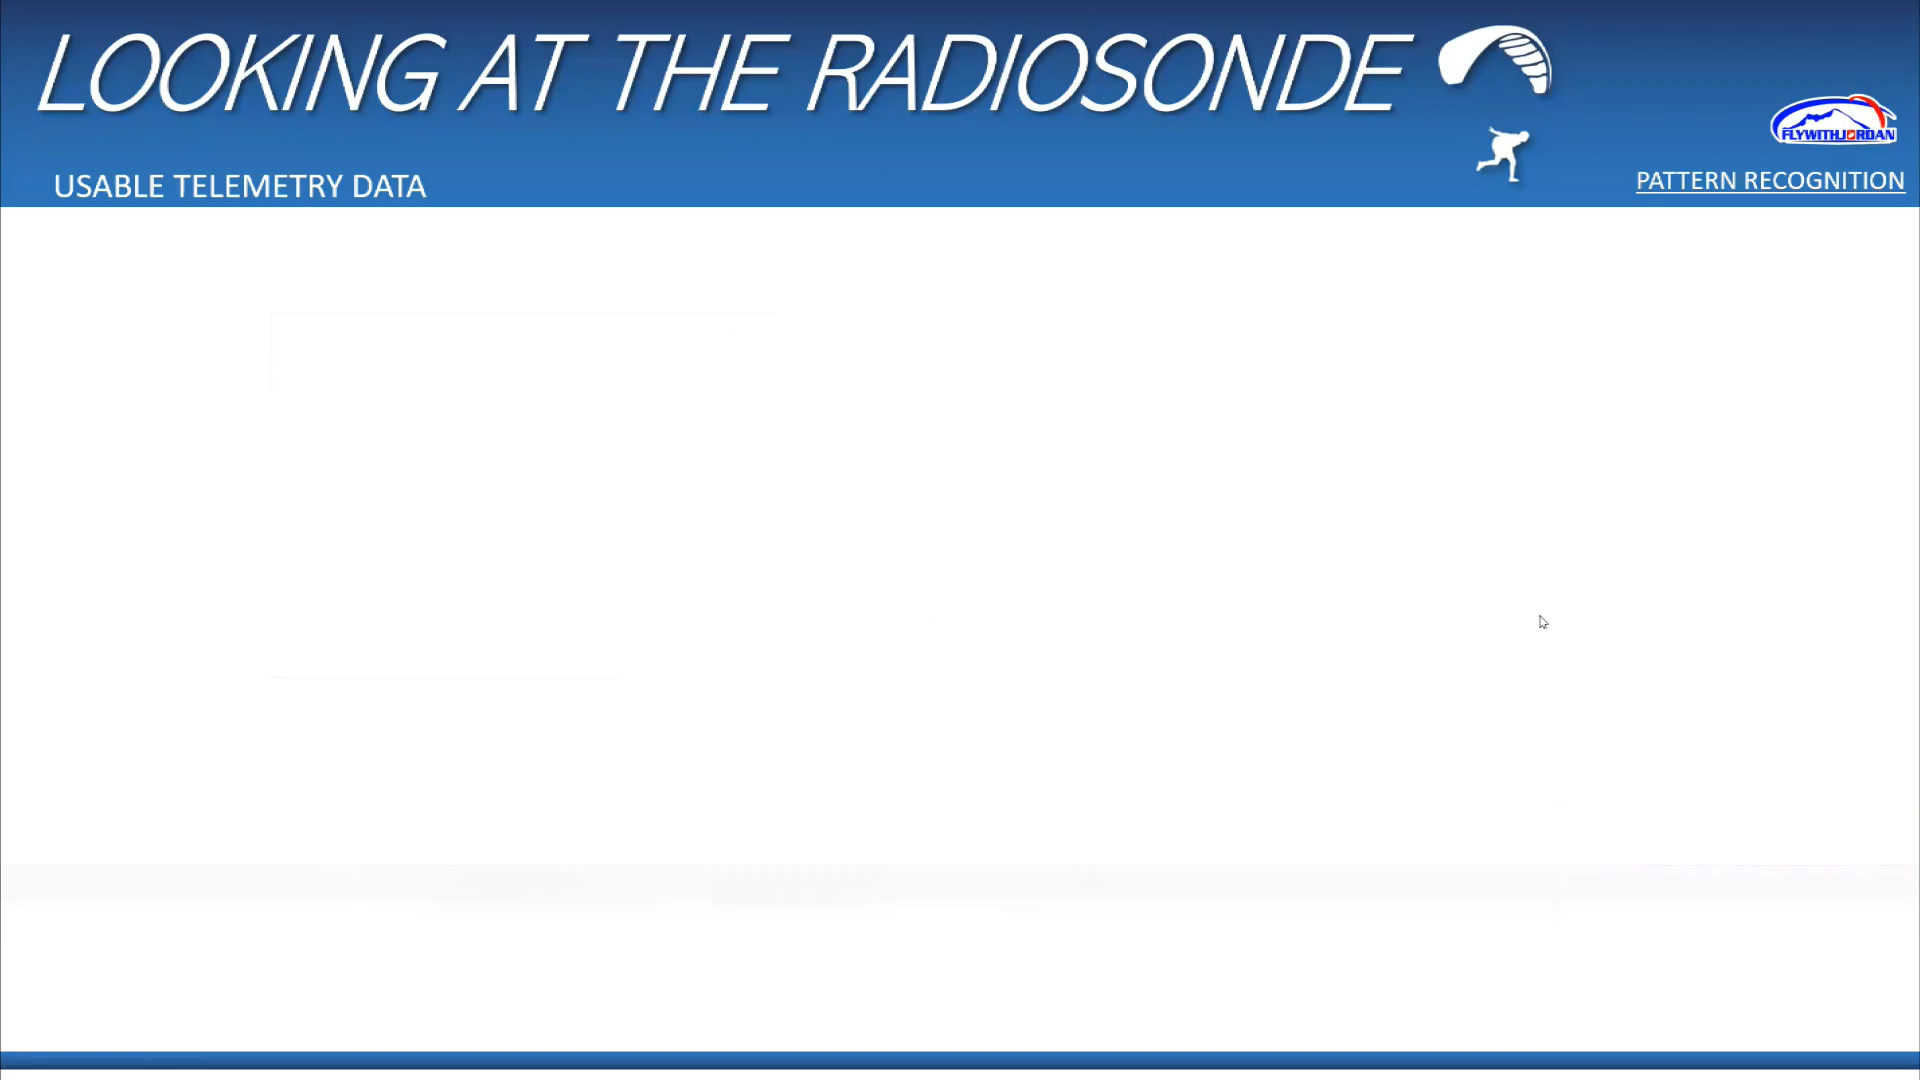 LOOKING AT THE RADIOSONDE
FLYWITHJORDAN
USABLE TELEMETRY DATA
PATTERN RECOGNITION